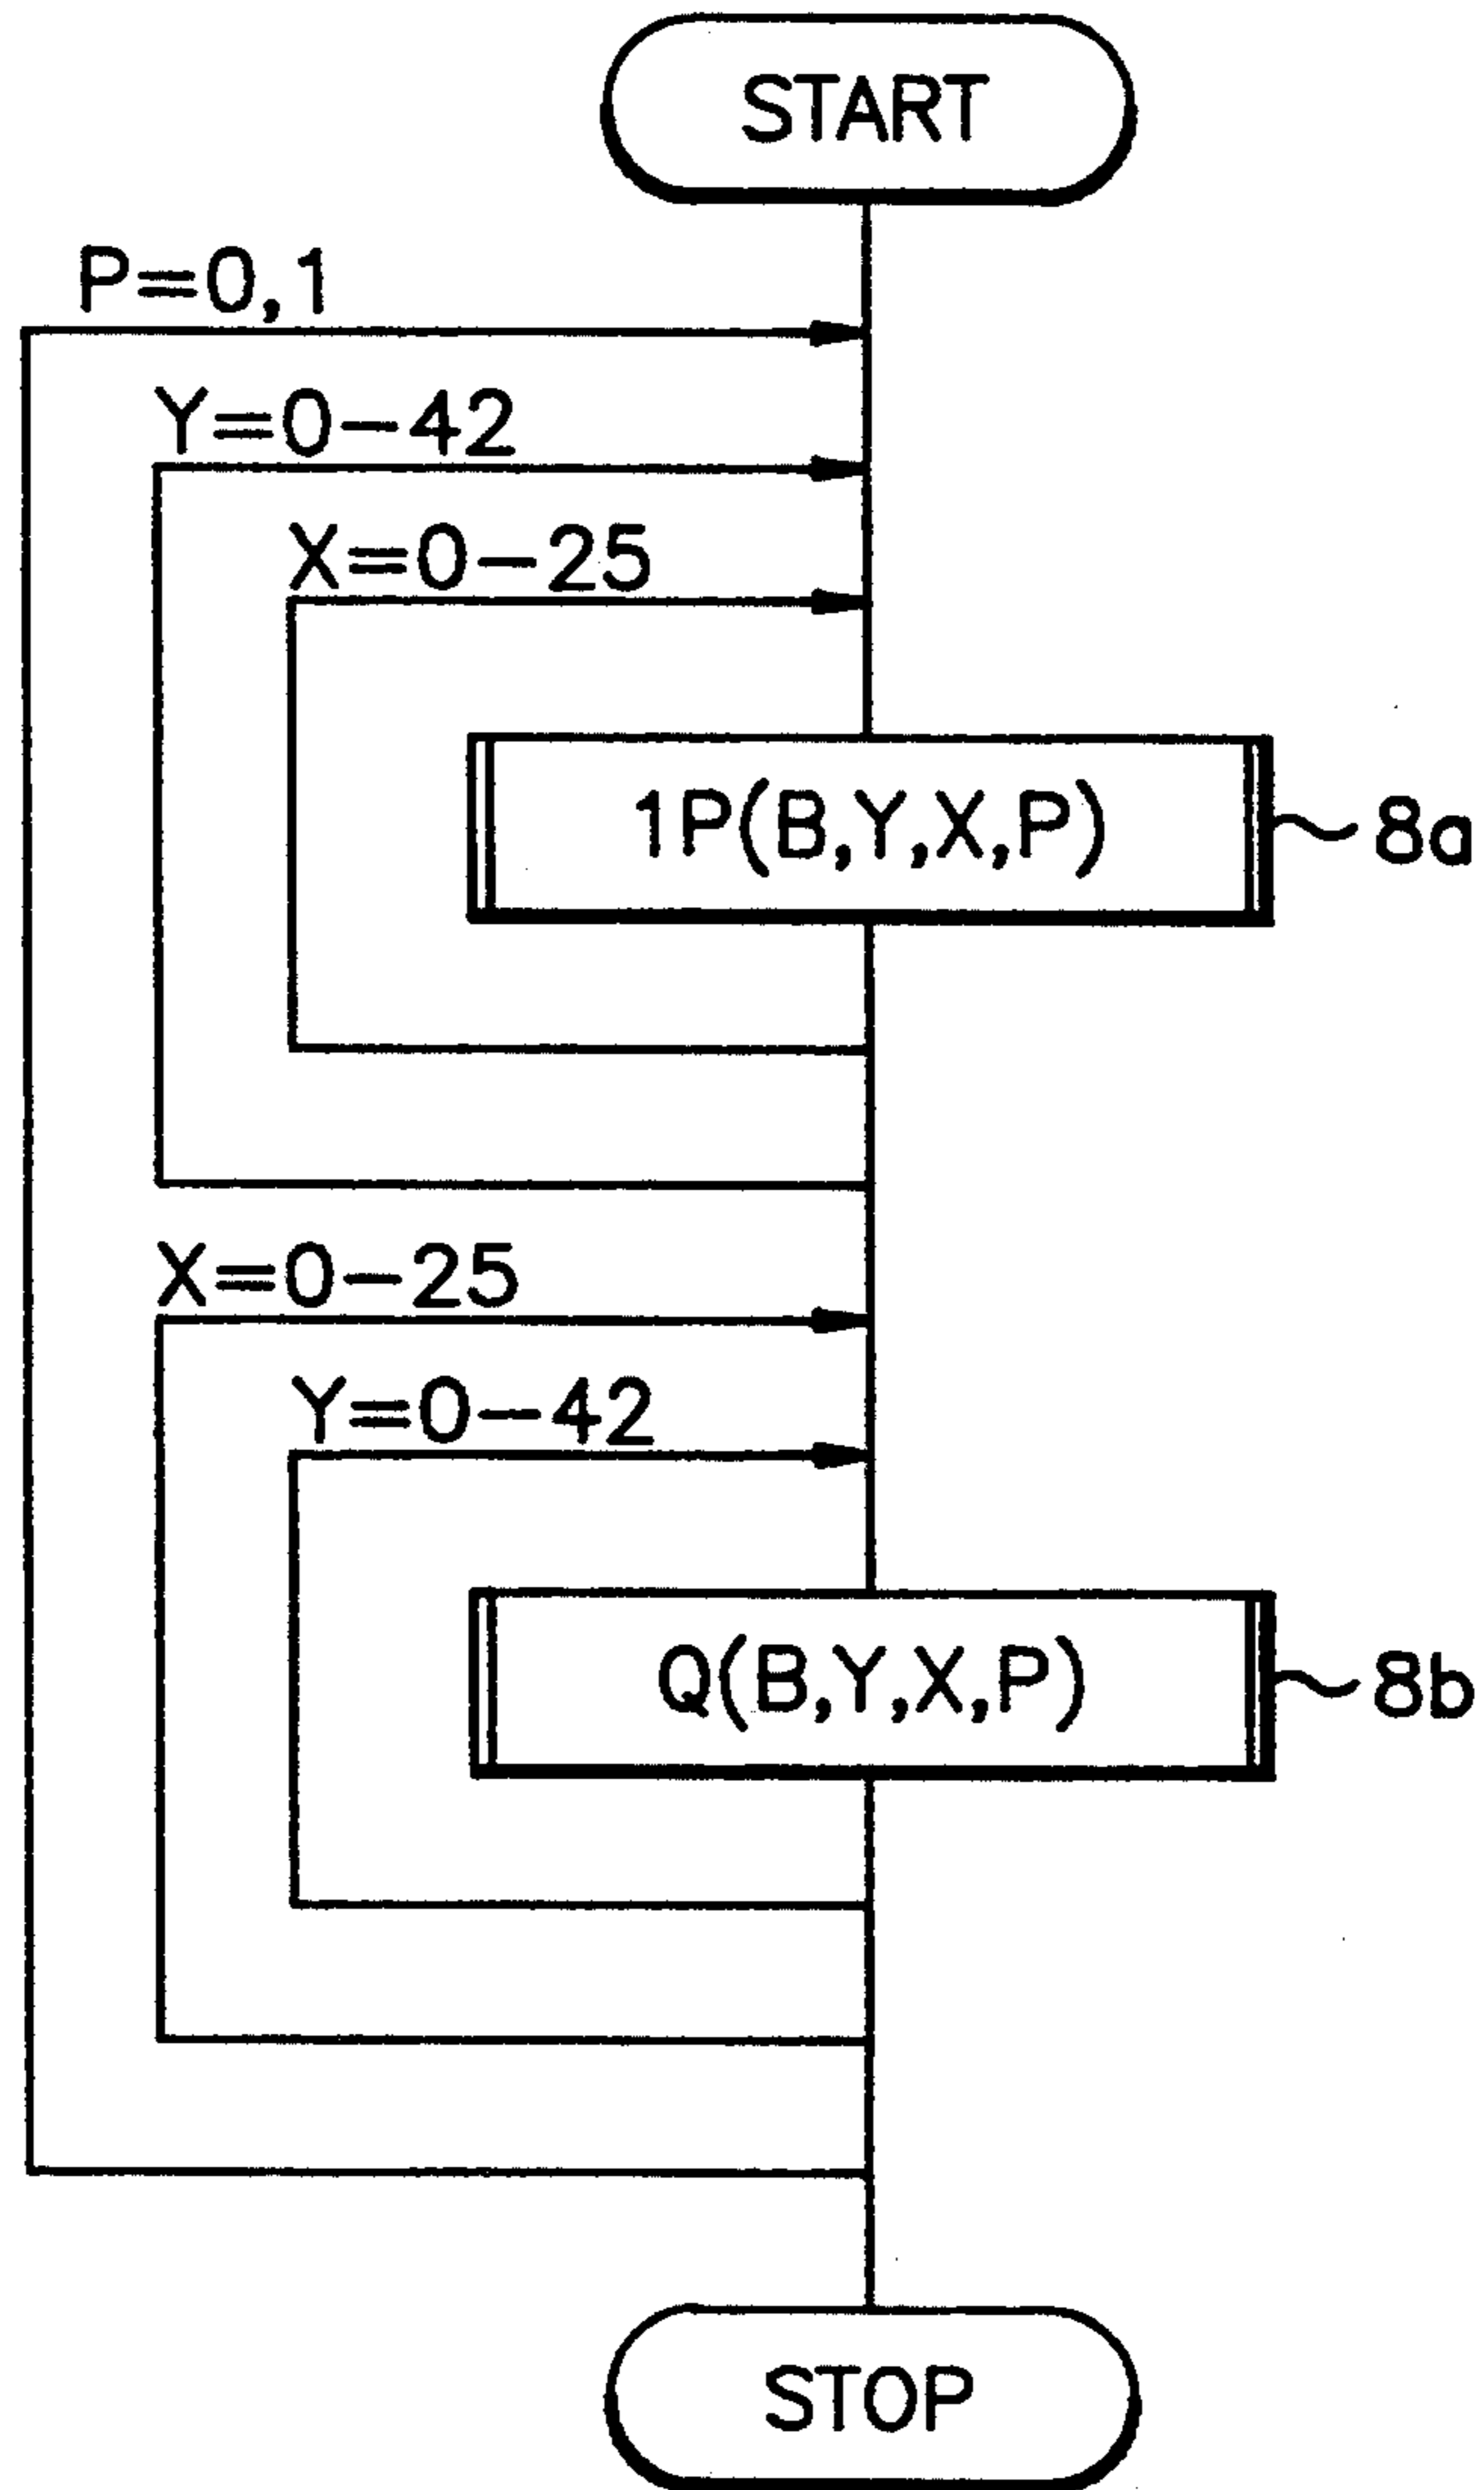 START
P=0,1
Y=0-42
X=0-25
1P(B,Y,X,P)
8a
X=0-25
Y=0-42
Q(B,Y,X,P)
8b
STOP